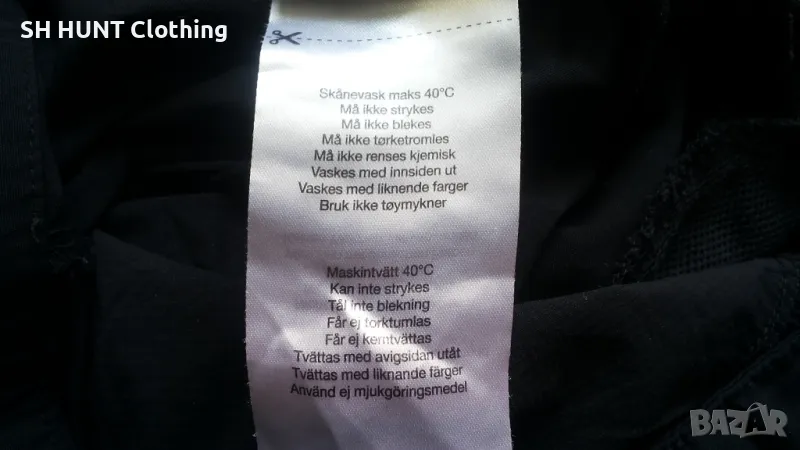 SH HUNT Clothing
Skånevask maks 40°C
Må ikke strykes
Må ikke blekes
Må ikke tørketromles
Må ikke renses kjemisk
Vaskes med innsiden ut
Vaskes med liknende farger
Bruk ikke tøymykner
Maskintvätt 40°C
Kan inte strykes
Tål inte blekning
Får ej torktumlas
Får ej kemtvättas
Tvättas med avigsidan utåt
Tvättas med liknande färger
Använd ej mjukgöringsmedel
BAZAR